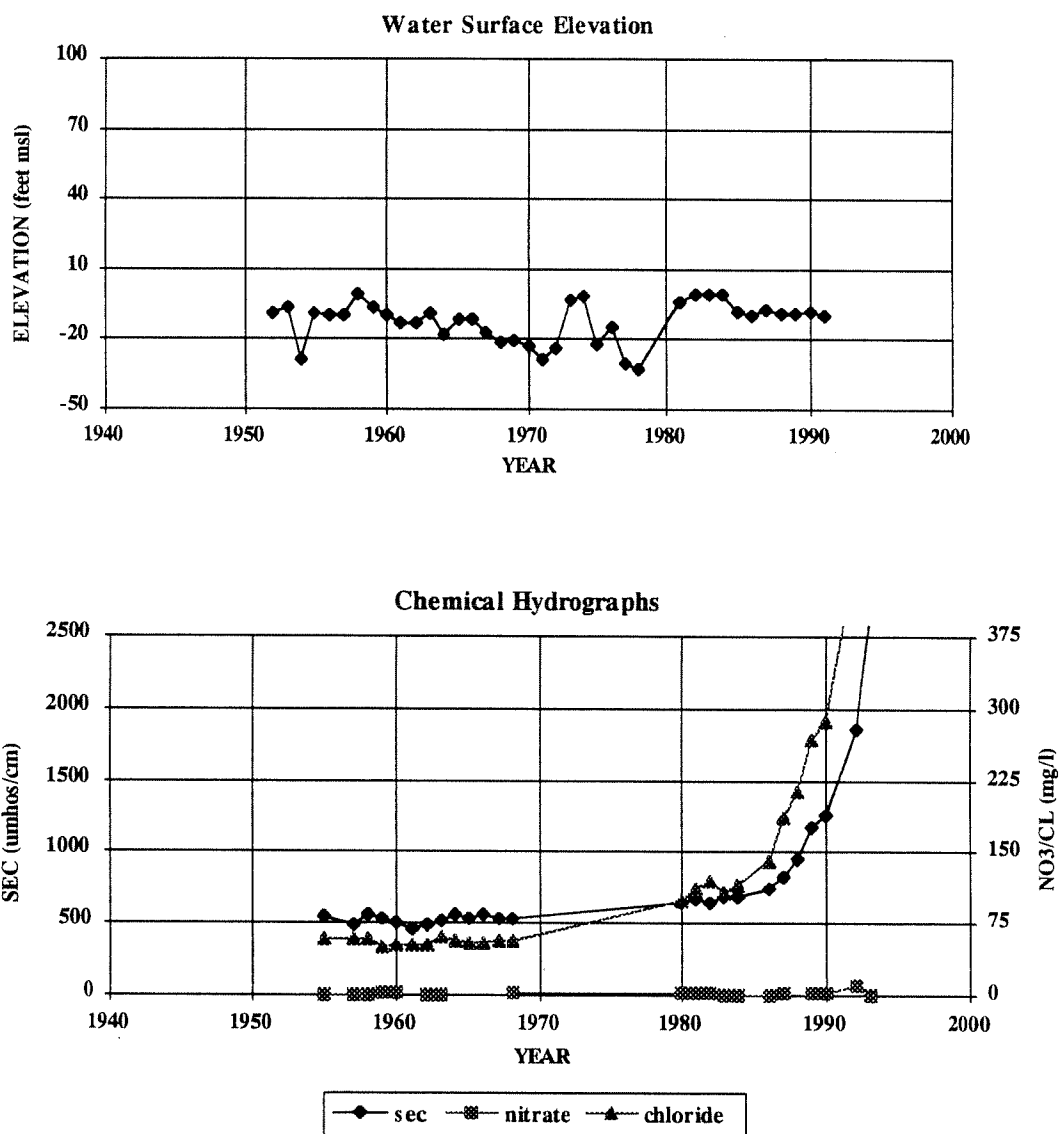 Water Surface Elevation
100
70
40
10
-20
-50
ELEVATION (feet msl)
1940 1950 1960 1970 1980 1990 2000
YEAR
Chemical Hydrographs
2500
2000
1500
1000
500
0
SEC (umhos/cm)
375
300
225
150
75
0
NO3/CL (mg/l)
1940 1950 1960 1970 1980 1990 2000
YEAR
sec nitrate chloride